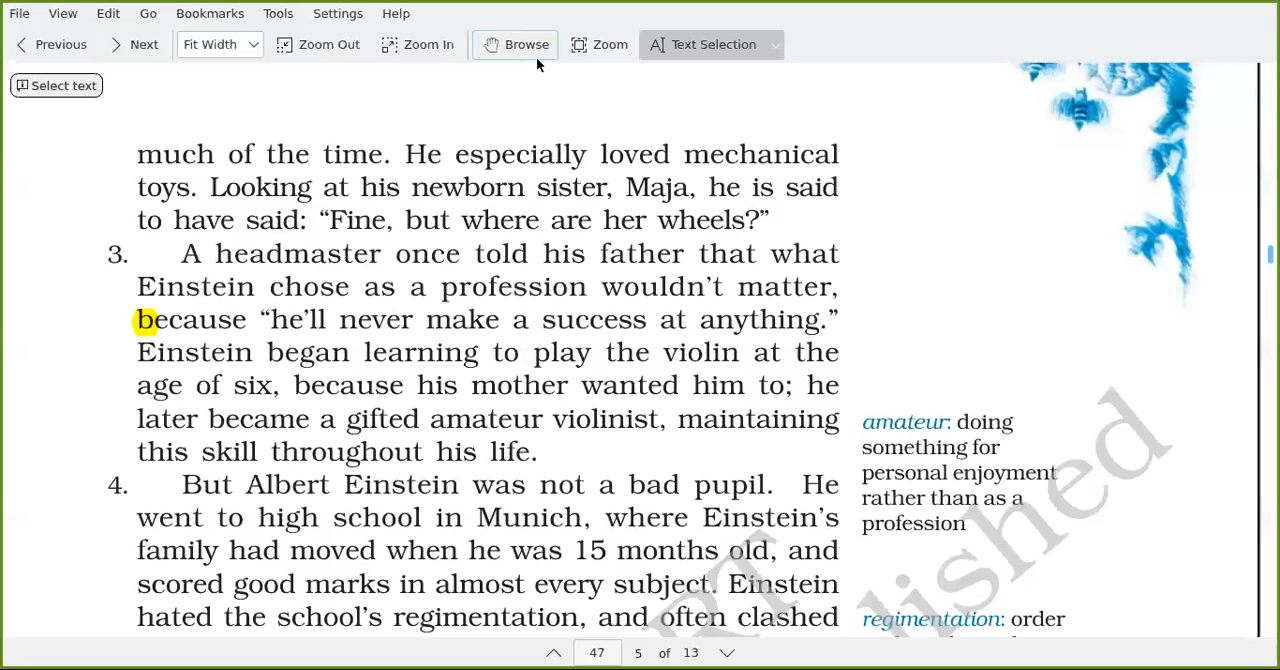 File View Edit Go Bookmarks Tools Settings Help
Previous Next Fit Width Zoom Out Zoom In Browse Zoom Text Selection
Select text
much of the time. He especially loved mechanical
toys. Looking at his newborn sister, Maja, he is said
to have said: “Fine, but where are her wheels?”
3. A headmaster once told his father that what
Einstein chose as a profession wouldn’t matter,
because “he’ll never make a success at anything.”
Einstein began learning to play the violin at the
age of six, because his mother wanted him to; he
later became a gifted amateur violinist, maintaining
this skill throughout his life.
amateur: doing
something for
personal enjoyment
rather than as a
profession
4. But Albert Einstein was not a bad pupil. He
went to high school in Munich, where Einstein’s
family had moved when he was 15 months old, and
scored good marks in almost every subject. Einstein
hated the school’s regimentation, and often clashed
regimentation: order
47 5 of 13